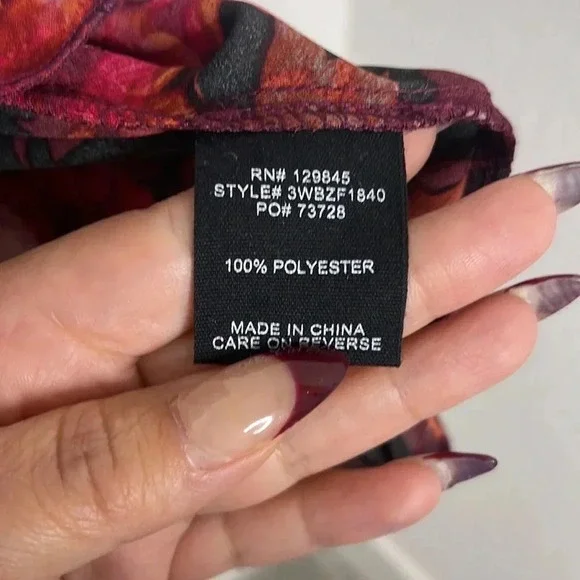 RN# 129845
STYLE# 3WBZF1840
PO# 73728
100% POLYESTER
MADE IN CHINA
CARE ON REVERSE